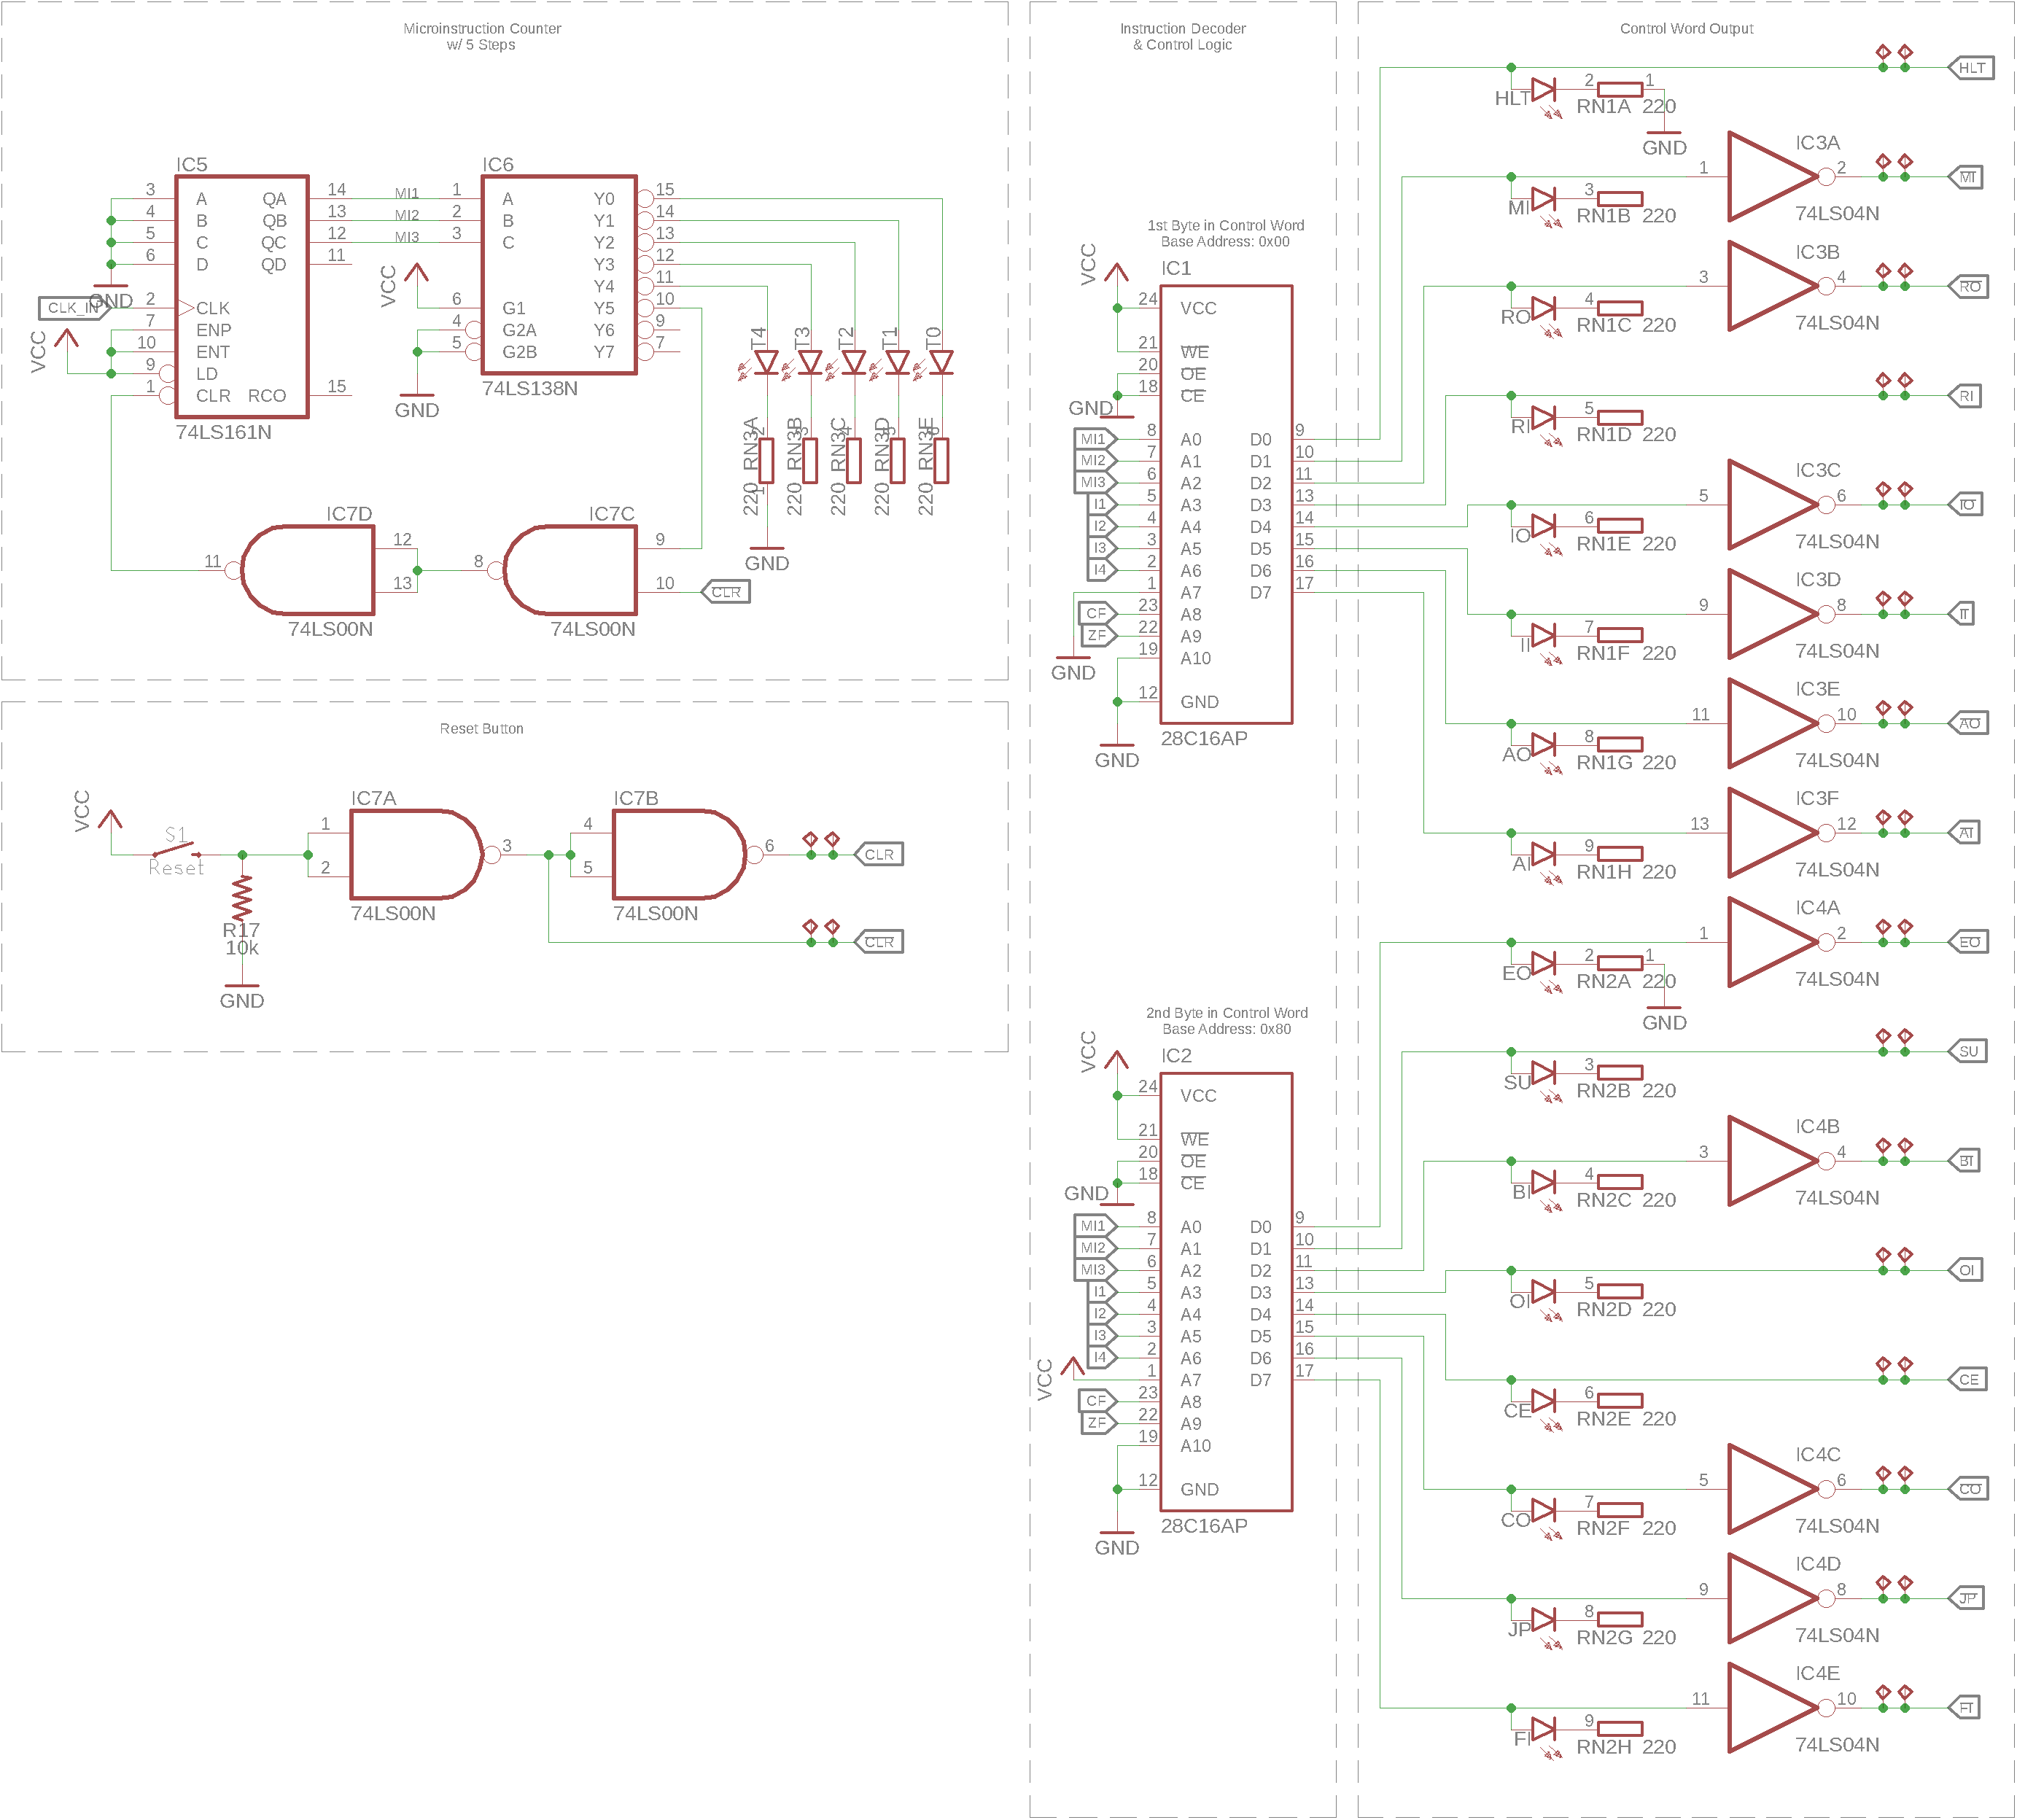 Microinstruction Counter
w/ 5 Steps
IC5
3 A QA 14
4 B QB 13
5 C QC 12
6 D QD 11
GND
CLK_IN
2 CLK
7 ENP
10 ENT
9 LD
1 CLR RCO 15
VCC
74LS161N
MI1
MI2
MI3
IC6
1 A Y0 15
2 B Y1 14
3 C Y2 13
Y3 12
Y4 11
6 G1 Y5 10
4 G2A Y6 9
5 G2B Y7 7
VCC
GND
74LS138N
T4
T3
T2
T1
T0
RN3A 2
RN3B 3
RN3C 4
RN3D 5
RN3E 6
220 1
220
220
220
220
GND
IC7D
12
13
11
74LS00N
IC7C
9
10
8
CLR
74LS00N
Reset Button
VCC
S1
Reset
R17
10k
GND
IC7A
1
2
3
74LS00N
IC7B
4
5
6
74LS00N
CLR
CLR
Instruction Decoder
& Control Logic
1st Byte in Control Word
Base Address: 0x00
VCC
IC1
24 VCC
21 WE
20 OE
18 CE
GND
MI1 8 A0 D0 9
MI2 7 A1 D1 10
MI3 6 A2 D2 11
I1 5 A3 D3 13
I2 4 A4 D4 14
I3 3 A5 D5 15
I4 2 A6 D6 16
1 A7 D7 17
CF 23 A8
ZF 22 A9
19 A10
GND
12 GND
28C16AP
GND
2nd Byte in Control Word
Base Address: 0x80
VCC
IC2
24 VCC
21 WE
20 OE
18 CE
GND
MI1 8 A0 D0 9
MI2 7 A1 D1 10
MI3 6 A2 D2 11
I1 5 A3 D3 13
I2 4 A4 D4 14
I3 3 A5 D5 15
I4 2 A6 D6 16
VCC 1 A7 D7 17
CF 23 A8
ZF 22 A9
19 A10
12 GND
28C16AP
GND
Control Word Output
HLT
HLT 2 1
RN1A 220
GND
IC3A
1 2 MI
MI 3
RN1B 220
74LS04N
IC3B
3 4 RO
RO 4
RN1C 220
74LS04N
RI
RI 5
RN1D 220
IC3C
5 6 IO
IO 6
RN1E 220
74LS04N
IC3D
9 8 II
II 7
RN1F 220
74LS04N
IC3E
11 10 AO
AO 8
RN1G 220
74LS04N
IC3F
13 12 AI
AI 9
RN1H 220
74LS04N
IC4A
1 2 EO
EO 2 1
RN2A 220
74LS04N
GND
SU
SU 3
RN2B 220
IC4B
3 4 BI
BI 4
RN2C 220
74LS04N
OI
OI 5
RN2D 220
CE
CE 6
RN2E 220
IC4C
5 6 CO
CO 7
RN2F 220
74LS04N
IC4D
9 8 JP
JP 8
RN2G 220
74LS04N
IC4E
11 10 FI
FI 9
RN2H 220
74LS04N